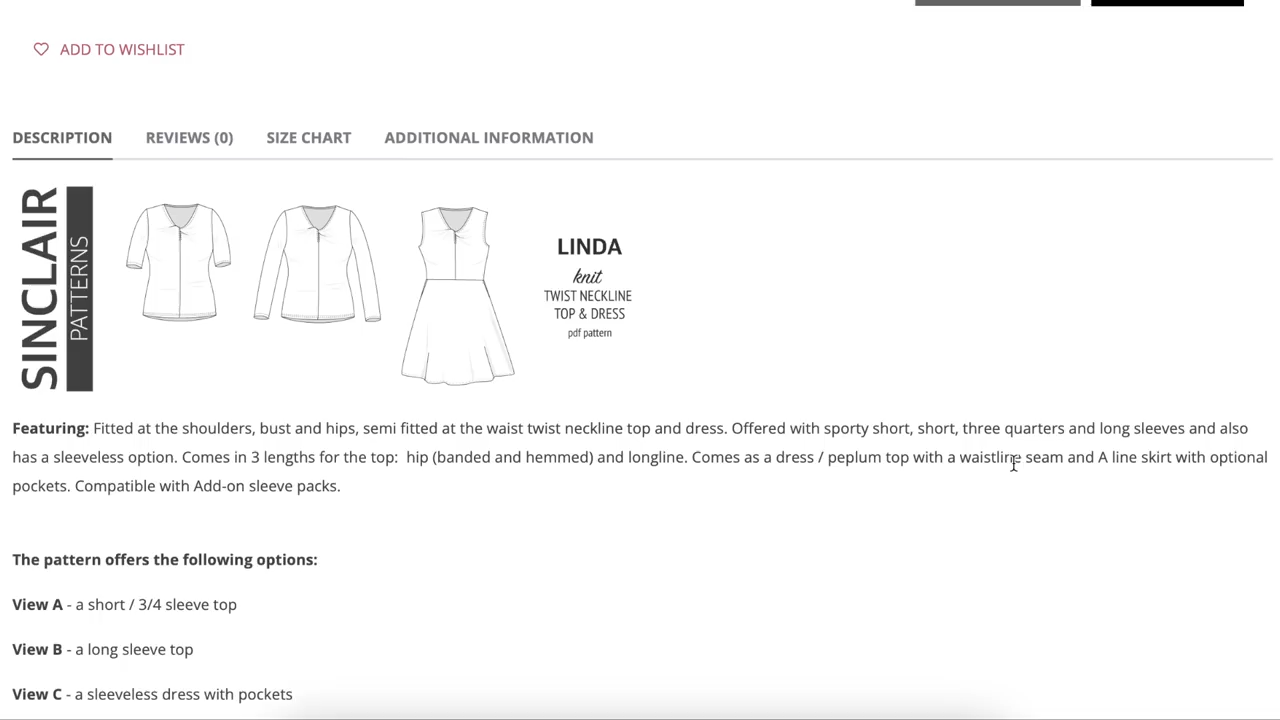 ADD TO WISHLIST
DESCRIPTION REVIEWS (0) SIZE CHART ADDITIONAL INFORMATION
SINCLAIR
PATTERNS
LINDA
knit
TWIST NECKLINE
TOP & DRESS
pdf pattern
Featuring: Fitted at the shoulders, bust and hips, semi fitted at the waist twist neckline top and dress. Offered with sporty short, short, three quarters and long sleeves and also
has a sleeveless option. Comes in 3 lengths for the top:  hip (banded and hemmed) and longline. Comes as a dress / peplum top with a waistline seam and A line skirt with optional
pockets. Compatible with Add-on sleeve packs.
The pattern offers the following options:
View A - a short / 3/4 sleeve top
View B - a long sleeve top
View C - a sleeveless dress with pockets